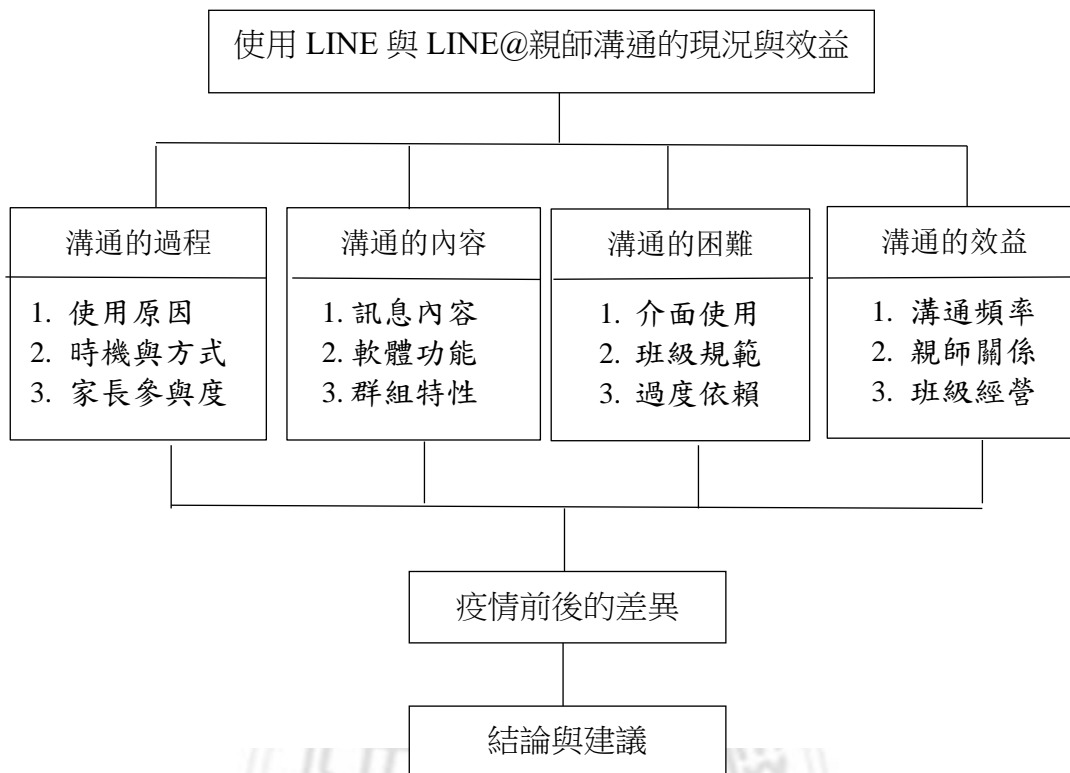 使用 LINE 與 LINE@親師溝通的現況與效益
溝通的過程
1. 使用原因
2. 時機與方式
3. 家長參與度
溝通的內容
1. 訊息內容
2. 軟體功能
3. 群組特性
溝通的困難
1. 介面使用
2. 班級規範
3. 過度依賴
溝通的效益
1. 溝通頻率
2. 親師關係
3. 班級經營
疫情前後的差異
結論與建議